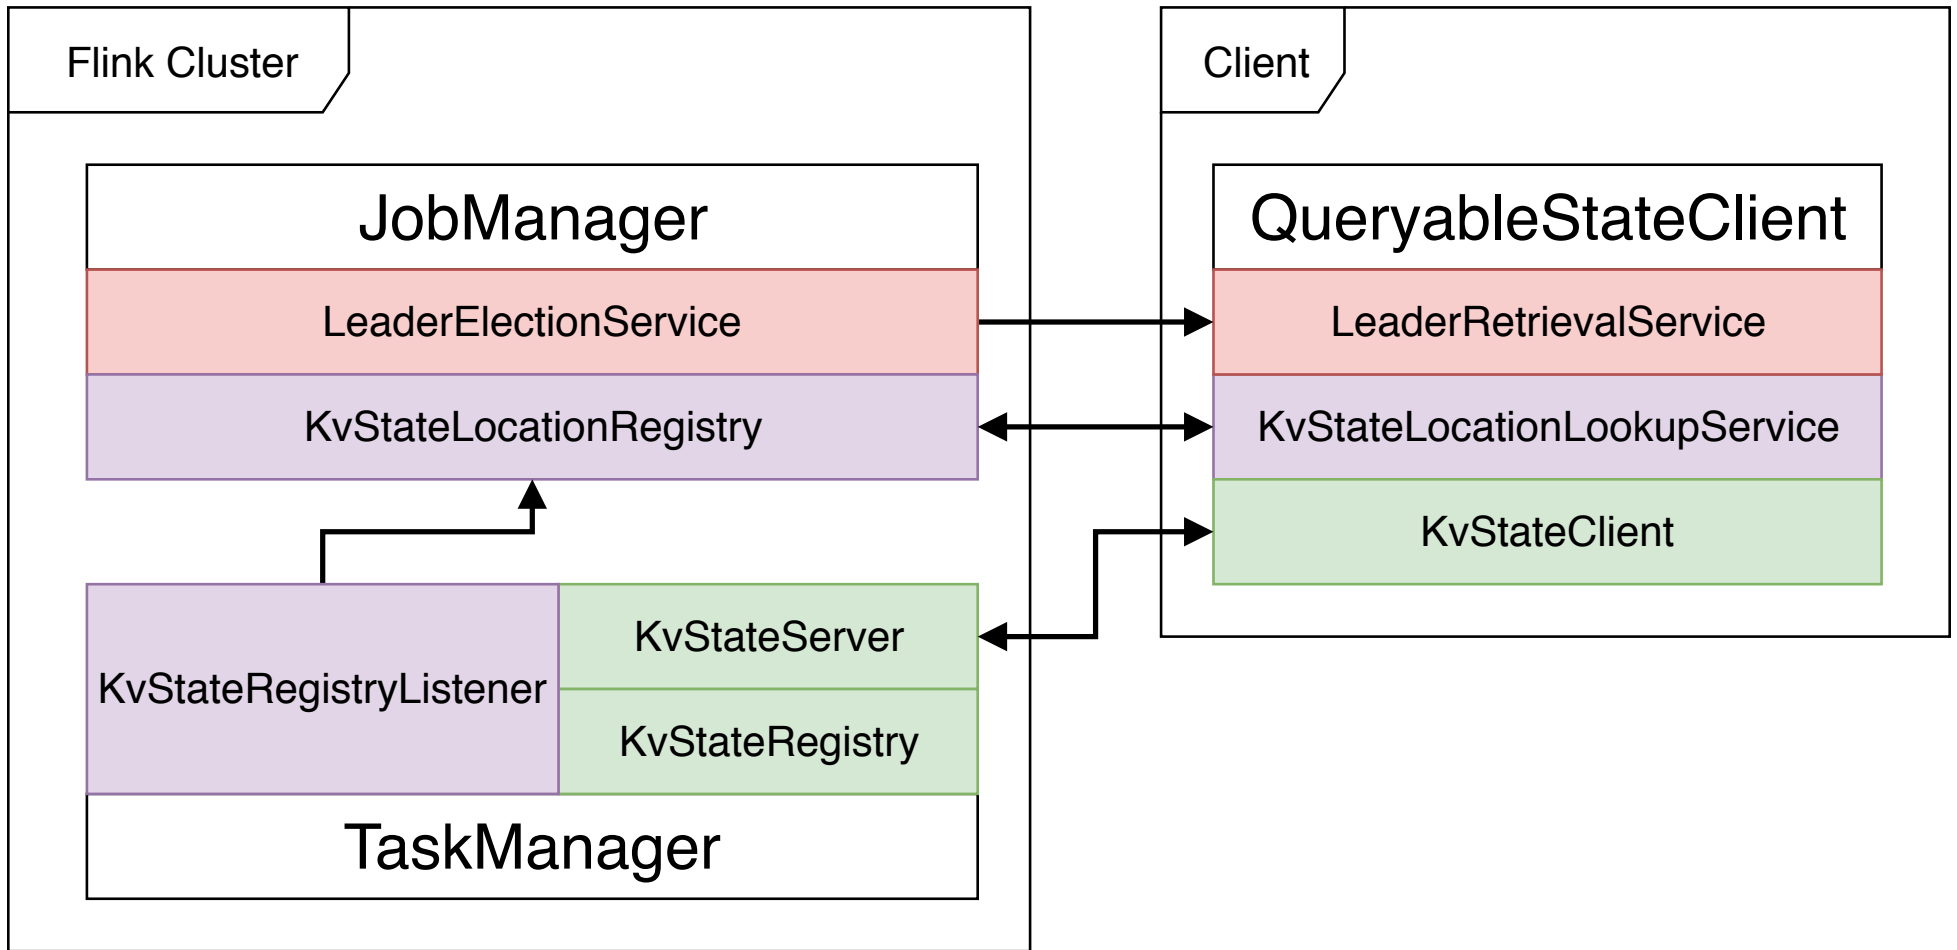 Flink Cluster
JobManager
LeaderElectionService
KvStateLocationRegistry
KvStateRegistryListener
KvStateServer
KvStateRegistry
TaskManager
Client
QueryableStateClient
LeaderRetrievalService
KvStateLocationLookupService
KvStateClient